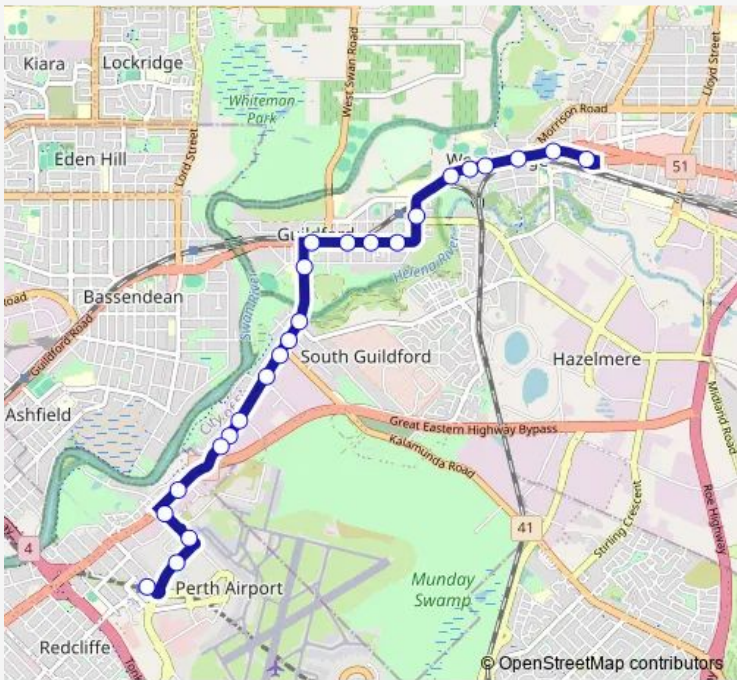 Kiara
Lockridge
West Swan Road
Lloyd Street
Whiteman
Park
Lord Street
Morrison Road
Eden Hill
51
Guildford
Helena River
Bassendean
Swan River
Guildford Road
Road
South Guildford
Hazelmere
Ashfield
Great Eastern Highway Bypass
Kalamunda Road
Midland Road
Roe Highway
Stirling Crescent
41
4
Munday
Swamp
Perth Airport
Redcliffe
© OpenStreetMap contributors